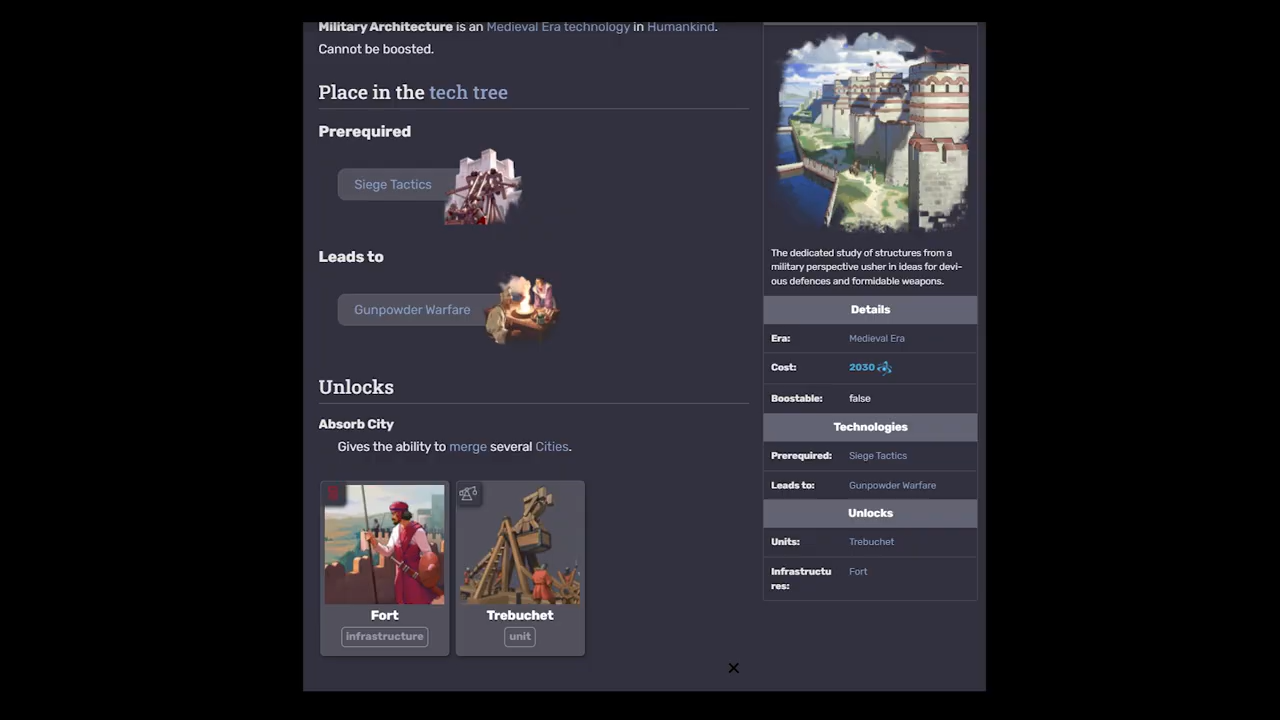 Military Architecture is an Medieval Era technology in Humankind.
Cannot be boosted.
Place in the tech tree
Prerequired
Siege Tactics
Leads to
Gunpowder Warfare
Unlocks
Absorb City
Gives the ability to merge several Cities.
Fort
infrastructure
Trebuchet
unit
The dedicated study of structures from a
military perspective usher in ideas for devi-
ous defences and formidable weapons.
Details
Era: Medieval Era
Cost: 2030
Boostable: false
Technologies
Prerequired: Siege Tactics
Leads to: Gunpowder Warfare
Unlocks
Units: Trebuchet
Infrastructu Fort
res: